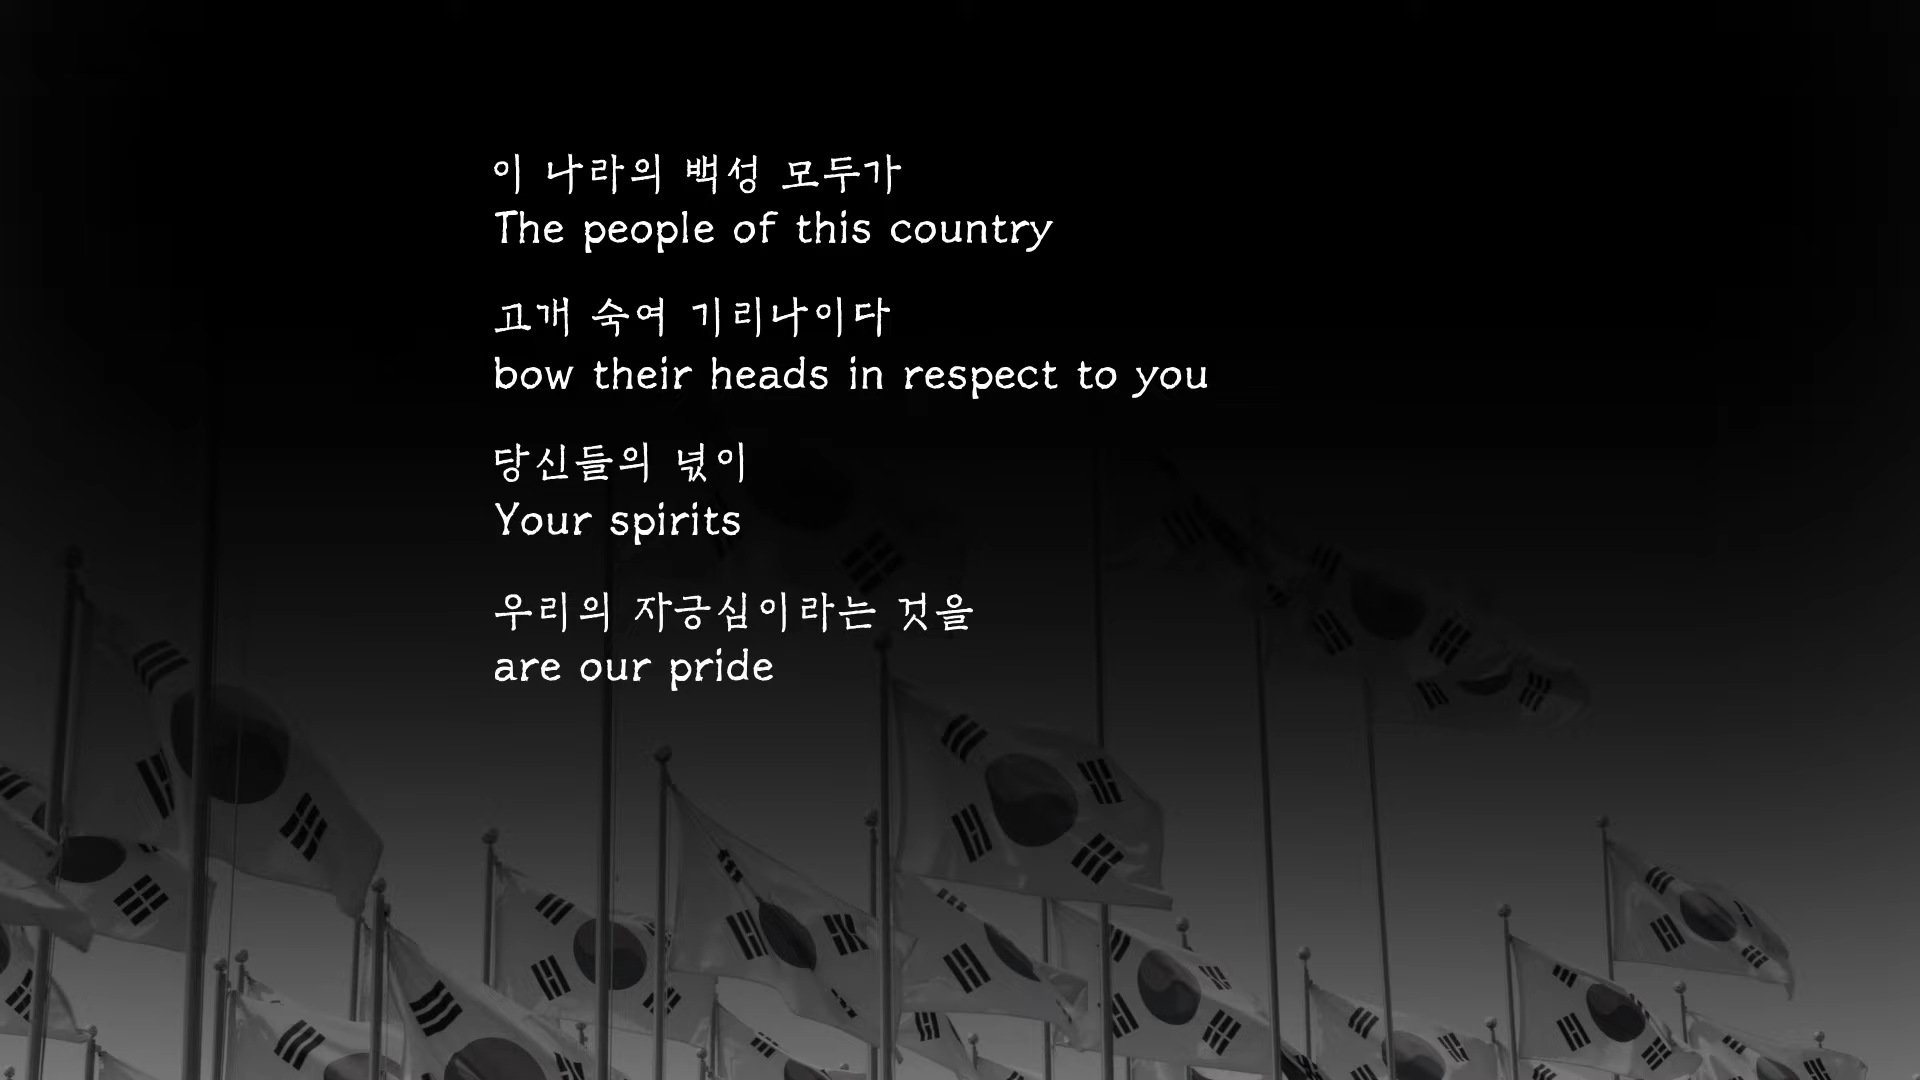 이 나라의 백성 모두가
The people of this country
고개 숙여 기리나이다
bow their heads in respect to you
당신들의 넋이
Your spirits
우리의 자긍심이라는 것을
are our pride